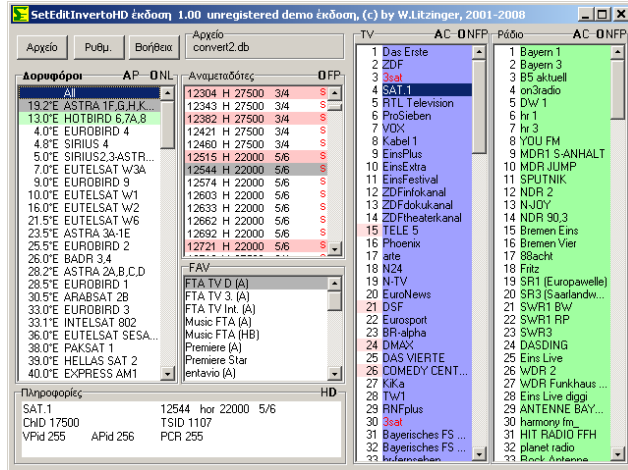 SetEditInvertoHD έκδοση 1.00 unregistered demo έκδοση, (c) by W.Litzinger, 2001-2008
Αρχείο
Ρυθμ.
Βοήθεια
Αρχείο
convert2.db
Δορυφόροι AP-ONL
All
19.2°E ASTRA 1F,G,H,K...
13.0°E HOTBIRD 6,7A,8
4.0°E EUROBIRD 4
4.8°E SIRIUS 4
5.0°E SIRIUS2,3-ASTR...
7.0°E EUTELSAT W3A
9.0°E EUROBIRD 9
10.0°E EUTELSAT W1
16.0°E EUTELSAT W2
21.5°E EUTELSAT W6
23.5°E ASTRA 3A-1E
25.5°E EUROBIRD 2
26.0°E BADR 3,4
28.2°E ASTRA 2A,B,C,D
28.5°E EUROBIRD 1
30.5°E ARABSAT 2B
33.0°E EUROBIRD 3
33.1°E INTELSAT 802
36.0°E EUTELSAT SESA...
38.0°E PAKSAT 1
39.0°E HELLAS SAT 2
40.0°E EXPRESS AM1
Αναμεταδότες OFP
12304 H 27500 3/4 S
12343 H 27500 3/4 S
12382 H 27500 3/4 S
12421 H 27500 3/4 S
12460 H 27500 3/4 S
12515 H 22000 5/6 S
12544 H 22000 5/6 S
12574 H 22000 5/6 S
12603 H 22000 5/6 S
12633 H 22000 5/6 S
12662 H 22000 5/6 S
12692 H 22000 5/6 S
12721 H 22000 5/6 S
FAV
FTA TV D (A)
FTA TV 3. (A)
FTA TV Int. (A)
Music FTA (A)
Music FTA (HB)
Premiere (A)
Premiere Star
entavio (A)
TV AC-ONFP
1 Das Erste
2 ZDF
3 3sat
4 SAT.1
5 RTL Television
6 ProSieben
7 VOX
8 Kabel 1
9 EinsPlus
10 EinsExtra
11 EinsFestival
12 ZDFinfokanal
13 ZDFdokukanal
14 ZDFtheaterkanal
15 TELE 5
16 Phoenix
17 arte
18 N24
19 N-TV
20 EuroNews
21 DSF
22 Eurosport
23 BR-alpha
24 DMAX
25 DAS VIERTE
26 COMEDY CENT...
27 KiKa
28 TW1
29 RNFplus
30 3sat
31 Bayerisches FS ...
32 Bayerisches FS ...
33 hr-fernsehen
Ράδιο AC-ONFP
1 Bayern 1
2 Bayern 3
3 B5 aktuell
4 on3radio
5 DW 1
6 hr 1
7 hr 3
8 YOU FM
9 MDR1 S-ANHALT
10 MDR JUMP
11 SPUTNIK
12 NDR 2
13 N-JOY
14 NDR 90,3
15 Bremen Eins
16 Bremen Vier
17 88acht
18 Fritz
19 SR1 (Europawelle)
20 SR3 (Saarlandw...
21 SWR1 BW
22 SWR1 RP
23 SWR3
24 DASDING
25 Eins Live
26 WDR 2
27 WDR Funkhaus ...
28 Eins Live diggi
29 ANTENNE BAY...
30 harmony fm_
31 HIT RADIO FFH
32 planet radio
33 Rock Antenne
Πληροφορίες HD
SAT.1 12544 hor 22000 5/6
ChID 17500 TSID 1107
VPid 255 APid 256 PCR 255